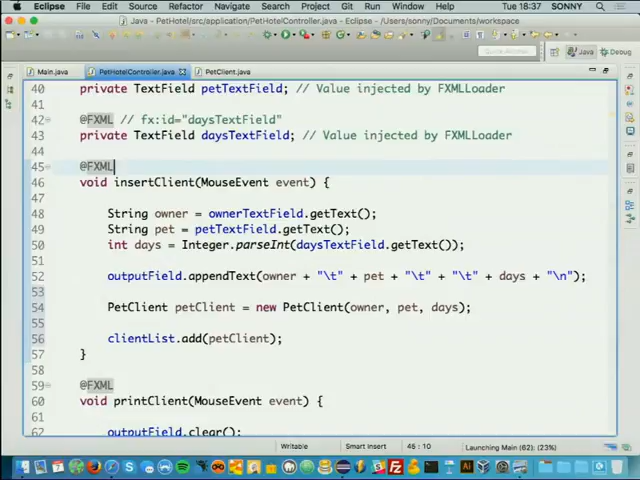 Eclipse File Edit Source Refactor Navigate Search Project Run Window Help Tue 18:37 SONNY
Java - PetHotel/src/application/PetHotelController.java - Eclipse - /Users/sonny/Documents/workspace
Quick Access
Java Debug
Main.java PetHotelController.java PetClient.java
40 private TextField petTextField; // Value injected by FXMLLoader
41
42 @FXML // fx:id="daysTextField"
43 private TextField daysTextField; // Value injected by FXMLLoader
44
45 @FXML
46 void insertClient(MouseEvent event) {
47
48 String owner = ownerTextField.getText();
49 String pet = petTextField.getText();
50 int days = Integer.parseInt(daysTextField.getText());
51
52 outputField.appendText(owner + "\t" + pet + "\t" + "\t" + days + "\n");
53
54 PetClient petClient = new PetClient(owner, pet, days);
55
56 clientList.add(petClient);
57 }
58
59 @FXML
60 void printClient(MouseEvent event) {
61
62 outputField.clear();
Writable Smart Insert 45 : 10 Launching Main (62): (23%)